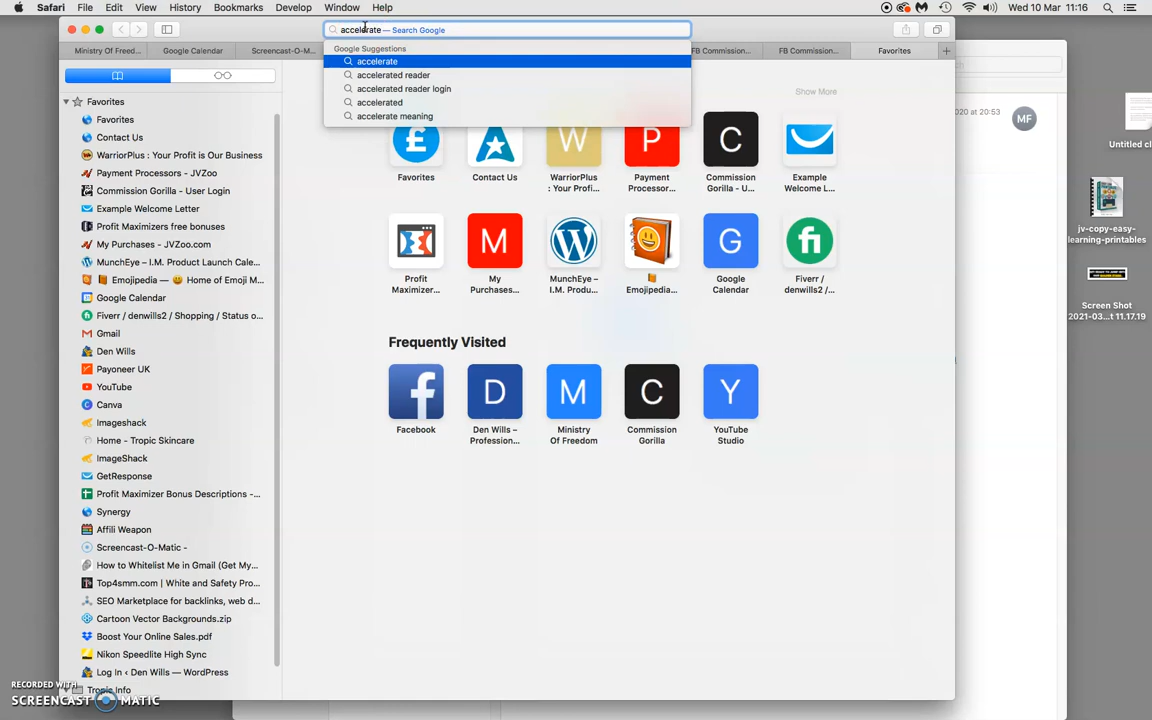 Safari File Edit View History Bookmarks Develop Window Help
Wed 10 Mar 11:16
accelerate — Search Google
Ministry Of Freed...
Google Calendar
Screencast-O-Ma...
FB Commission...
FB Commission...
Favorites
Google Suggestions
accelerate
accelerated reader
accelerated reader login
accelerated
accelerate meaning
Favorites
Favorites
Contact Us
WarriorPlus : Your Profit is Our Business
Payment Processors - JVZoo
Commission Gorilla - User Login
Example Welcome Letter
Profit Maximizers free bonuses
My Purchases - JVZoo.com
MunchEye – I.M. Product Launch Cale...
Emojipedia — 😀 Home of Emoji M...
Google Calendar
Fiverr / denwills2 / Shopping / Status o...
Gmail
Den Wills
Payoneer UK
YouTube
Canva
Imageshack
Home - Tropic Skincare
ImageShack
GetResponse
Profit Maximizer Bonus Descriptions -...
Synergy
Affili Weapon
Screencast-O-Matic -
How to Whitelist Me in Gmail (Get My...
Top4smm.com | White and Safety Pro...
SEO Marketplace for backlinks, web d...
Cartoon Vector Backgrounds.zip
Boost Your Online Sales.pdf
Nikon Speedlite High Sync
Log In ‹ Den Wills — WordPress
Tropic info
Show More
£
W
P
C
Favorites
Contact Us
WarriorPlus
: Your Profi...
Payment
Processor...
Commission
Gorilla - U...
Example
Welcome L...
M
G
fi
Profit
Maximizer...
My
Purchases...
MunchEye –
I.M. Produ...
Emojipedia...
Google
Calendar
Fiverr /
denwills2 /...
Frequently Visited
f
D
M
C
Y
Facebook
Den Wills –
Profession...
Ministry
Of Freedom
Commission
Gorilla
YouTube
Studio
2020 at 20:53
MF
Untitled cl
jv-copy-easy-
learning-printables
Screen Shot
2021-03...t 11.17.19
RECORDED WITH
SCREENCAST MATIC